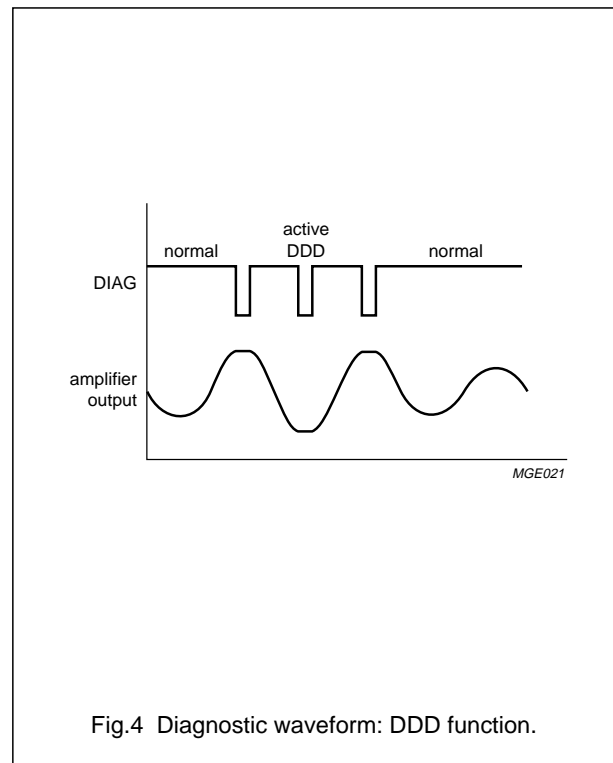 active
normal DDD normal
DIAG
amplifier
output
MGE021
Fig.4 Diagnostic waveform: DDD function.